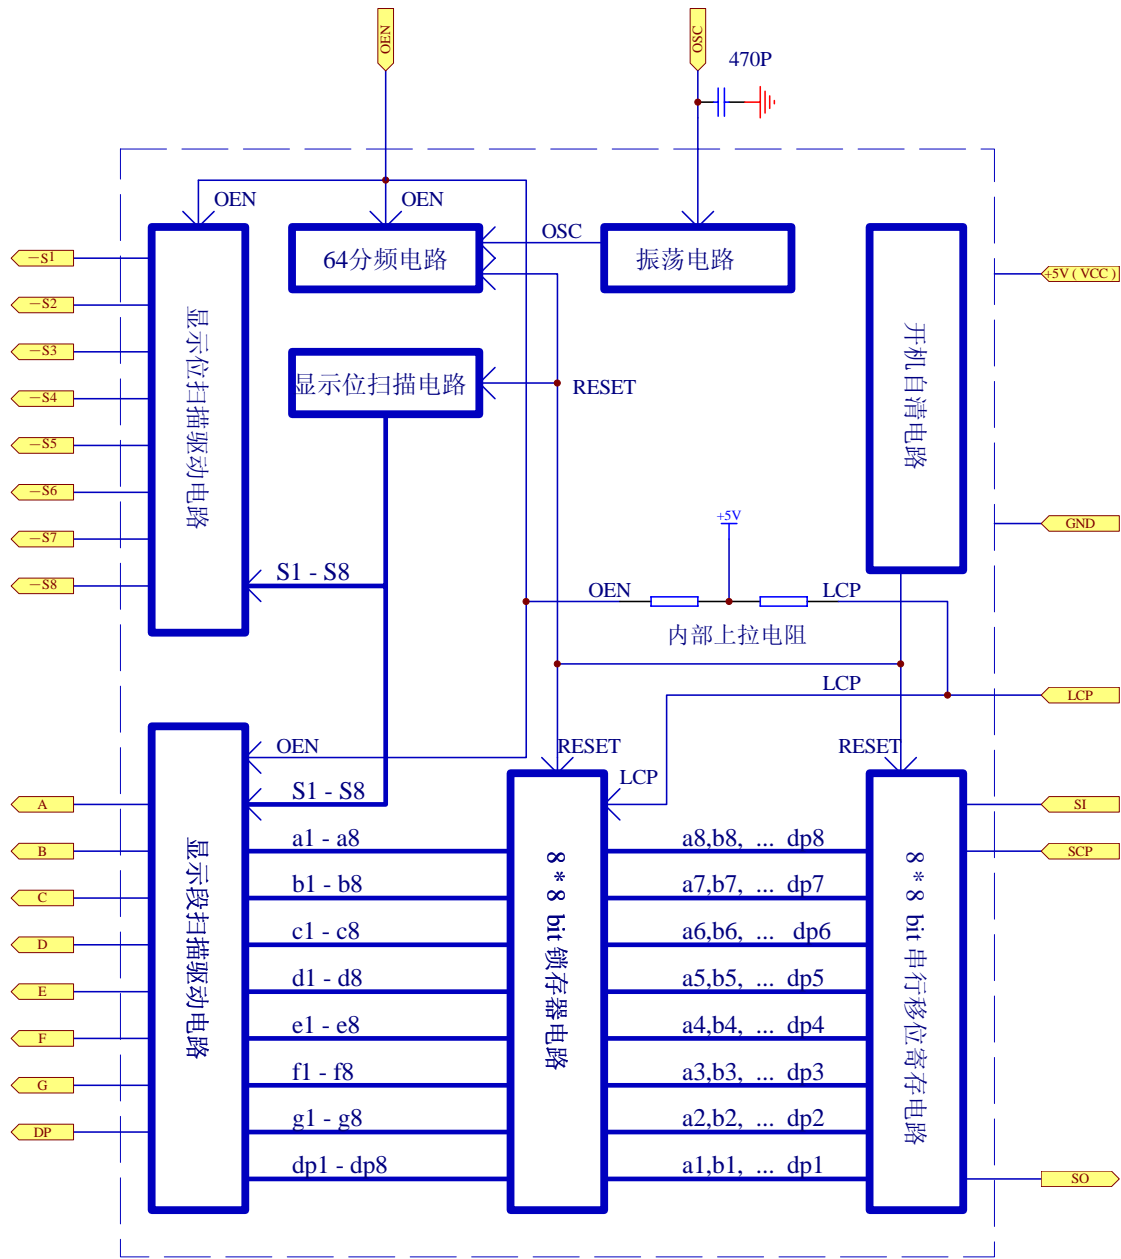 OEN
OSC
470P
OEN
OEN
OSC
64分频电路
振荡电路
－S1
－S2
－S3
－S4
－S5
－S6
－S7
－S8
+5V ( VCC )
显示位扫描驱动电路
显示位扫描电路
RESET
开机自清电路
+5V
GND
S1 - S8
OEN
LCP
内部上拉电阻
LCP
LCP
OEN
RESET
RESET
LCP
S1 - S8
A
B
C
D
E
F
G
DP
显示段扫描驱动电路
a1 - a8
b1 - b8
c1 - c8
d1 - d8
e1 - e8
f1 - f8
g1 - g8
dp1 - dp8
8 * 8 bit 锁存器电路
a8,b8, ... dp8
a7,b7, ... dp7
a6,b6, ... dp6
a5,b5, ... dp5
a4,b4, ... dp4
a3,b3, ... dp3
a2,b2, ... dp2
a1,b1, ... dp1
8 * 8 bit 串行移位寄存电路
SI
SCP
SO